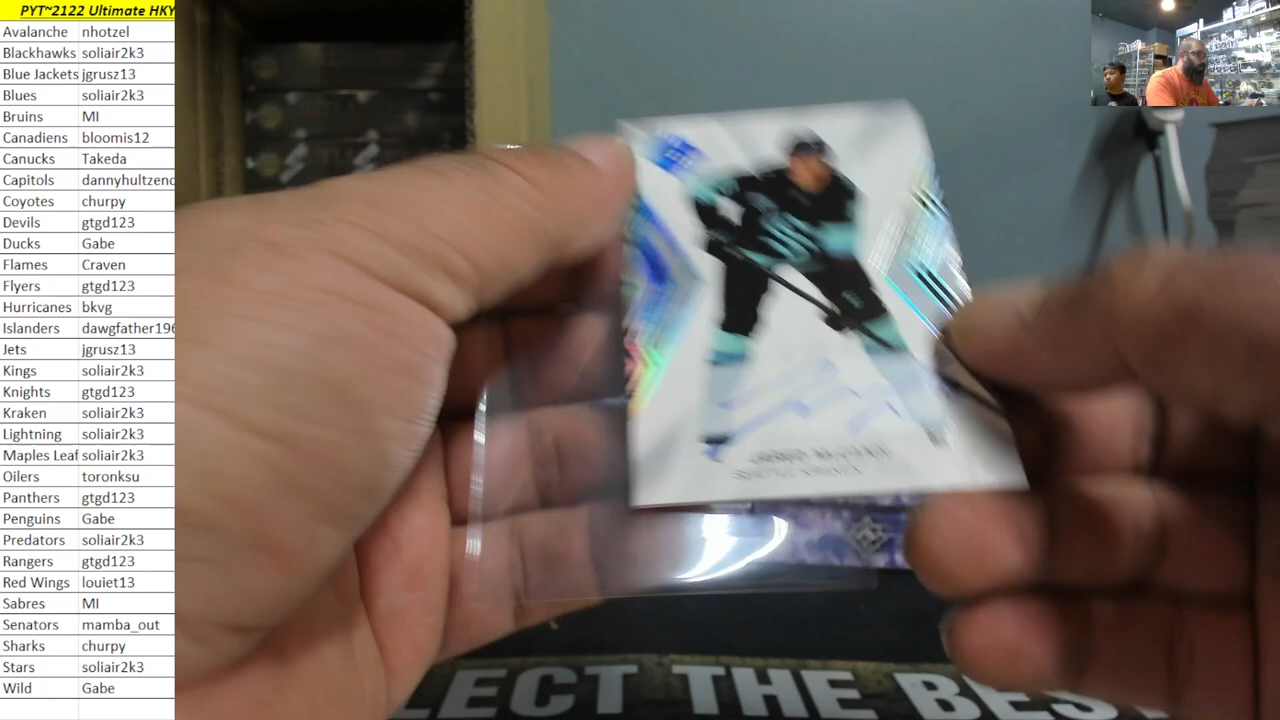 PYT~2122 Ultimate HKY
Avalanche nhotzel
Blackhawks soliair2k3
Blue Jackets jgrusz13
Blues soliair2k3
Bruins MI
Canadiens bloomis12
Canucks Takeda
Capitols dannyhultzen
Coyotes churpy
Devils gtgd123
Ducks Gabe
Flames Craven
Flyers gtgd123
Hurricanes bkvg
Islanders dawgfather196
Jets jgrusz13
Kings soliair2k3
Knights gtgd123
Kraken soliair2k3
Lightning soliair2k3
Maples Leaf soliair2k3
Oilers toronksu
Panthers gtgd123
Penguins Gabe
Predators soliair2k3
Rangers gtgd123
Red Wings louiet13
Sabres MI
Senators mamba_out
Sharks churpy
Stars soliair2k3
Wild Gabe
LECT THE BES